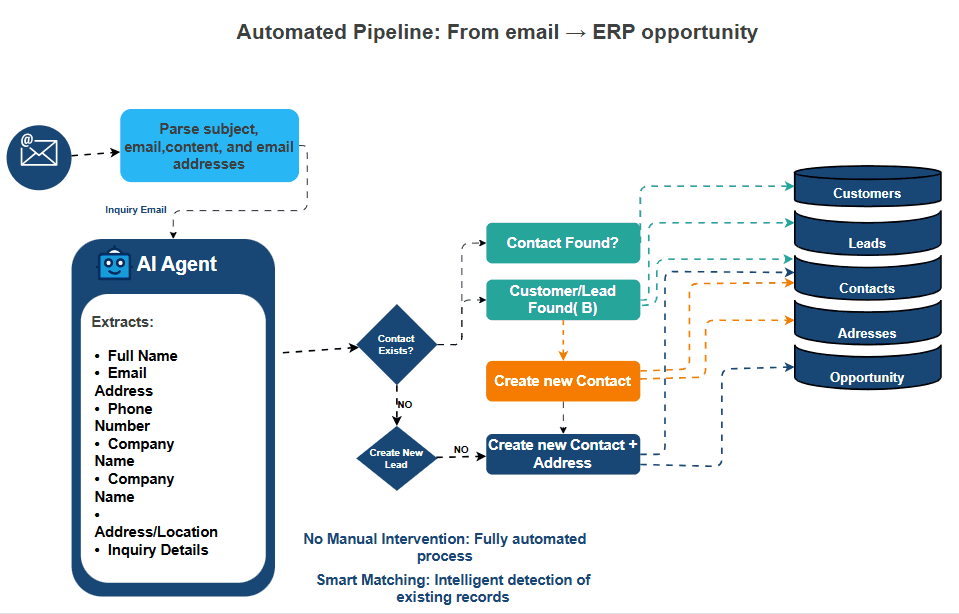 Automated Pipeline: From email → ERP opportunity
@
Parse subject,
email,content, and email
addresses
Inquiry Email
AI Agent
Extracts:
• Full Name
• Email
Address
• Phone
Number
• Company
Name
• Company
Name
•
Address/Location
• Inquiry Details
Contact
Exists?
NO
Create New
Lead
NO
Contact Found?
Customer/Lead
Found( B)
Create new Contact
Create new Contact +
Address
Customers
Leads
Contacts
Adresses
Opportunity
No Manual Intervention: Fully automated
process
Smart Matching: Intelligent detection of
existing records